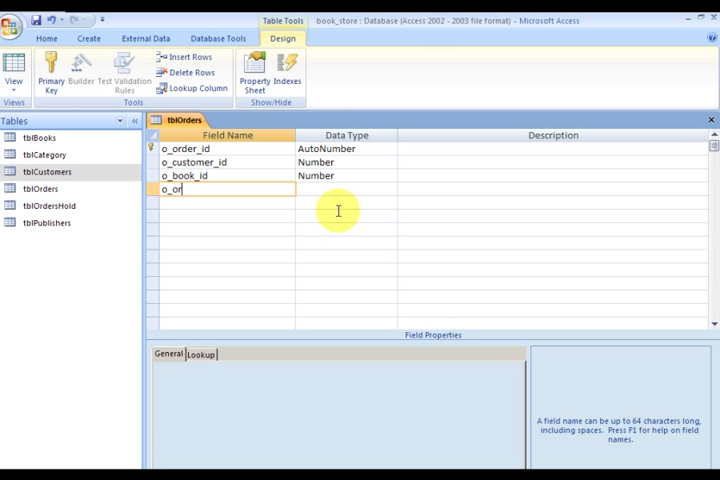 Table Tools
book_store : Database (Access 2002 - 2003 file format) - Microsoft Access
Home
Create
External Data
Database Tools
Design
View
Primary Key
Builder
Test Validation Rules
Insert Rows
Delete Rows
Lookup Column
Property Sheet
Indexes
Views
Tools
Show/Hide
Tables
tblBooks
tblCategory
tblCustomers
tblOrders
tblOrdersHold
tblPublishers
tblOrders
Field Name Data Type Description
o_order_id AutoNumber
o_customer_id Number
o_book_id Number
o_or
Field Properties
General Lookup
A field name can be up to 64 characters long,
including spaces. Press F1 for help on field
names.